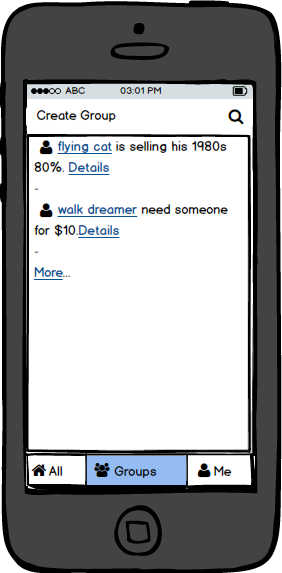 ABC 03:01 PM
Create Group
flying cat is selling his 1980s
80%. Details
-
walk dreamer need someone
for $10.Details
-
More...
All Groups Me